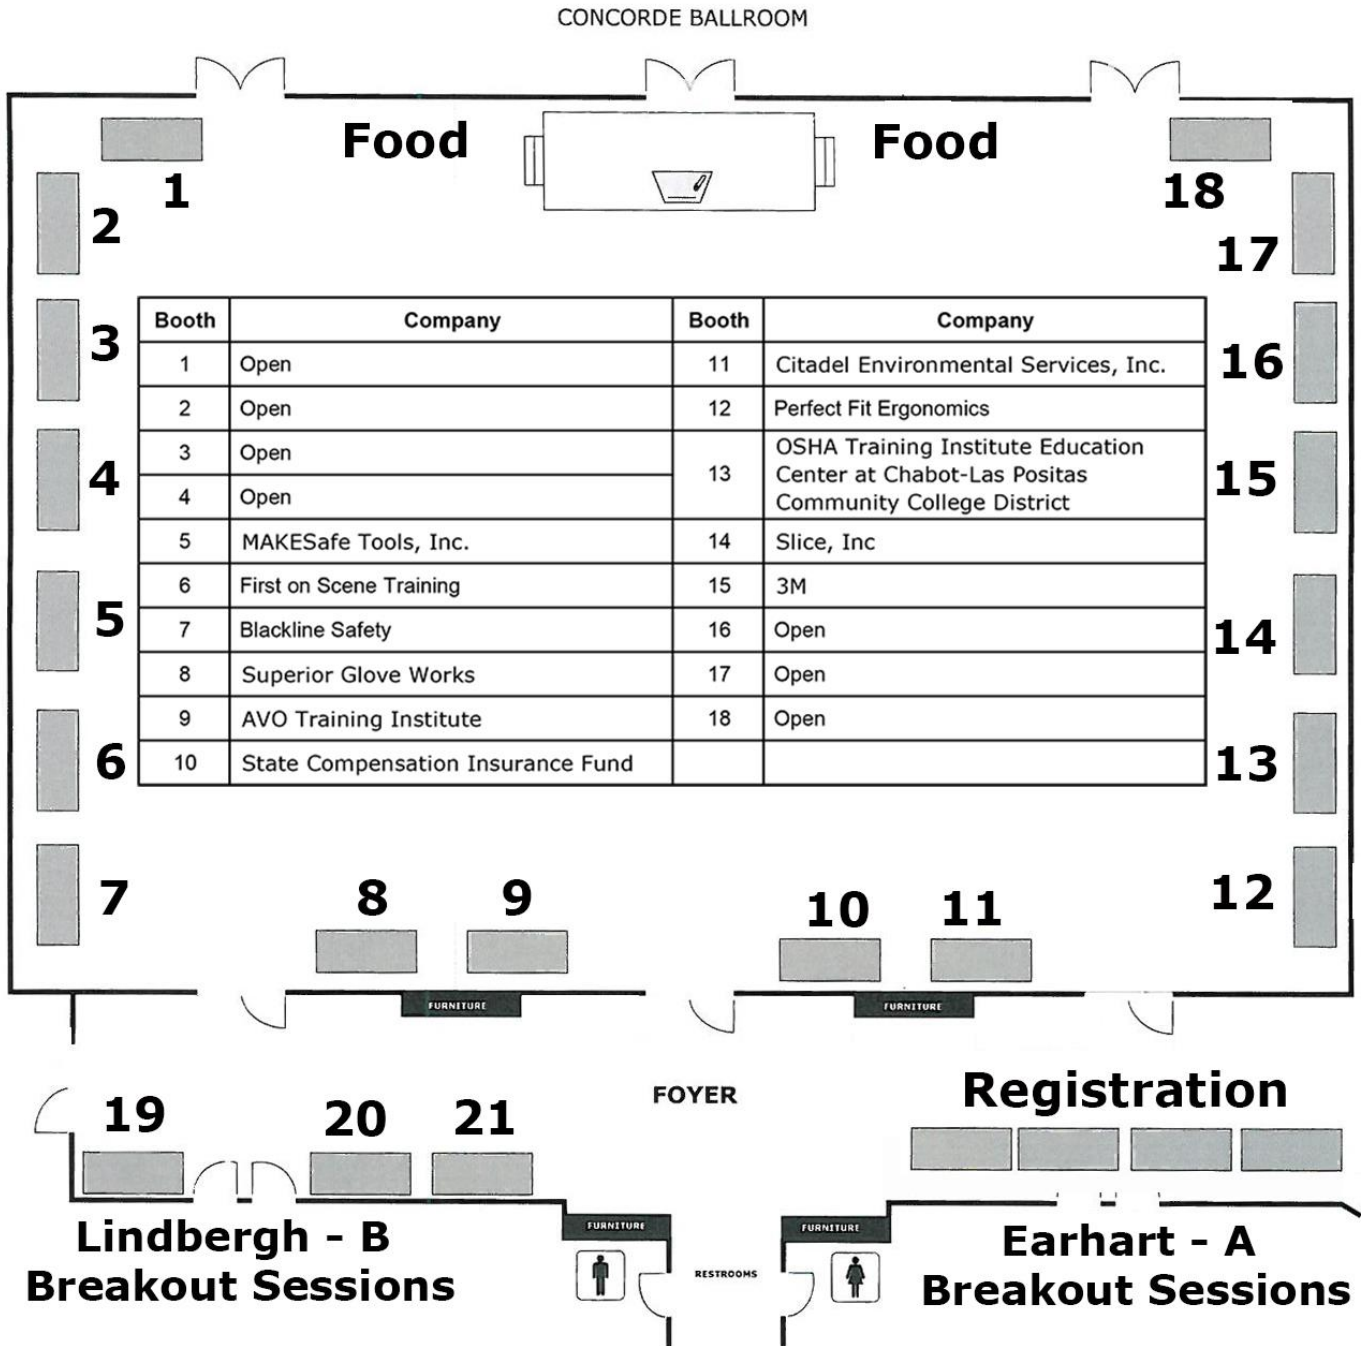 CONCORDE BALLROOM
Food
Food
1
18
2
17
3
16
4
15
5
14
6
13
7
12
Booth Company Booth Company
1 Open 11 Citadel Environmental Services, Inc.
2 Open 12 Perfect Fit Ergonomics
3 Open 13 OSHA Training Institute Education
Center at Chabot-Las Positas
Community College District
4 Open
5 MAKESafe Tools, Inc. 14 Slice, Inc
6 First on Scene Training 15 3M
7 Blackline Safety 16 Open
8 Superior Glove Works 17 Open
9 AVO Training Institute 18 Open
10 State Compensation Insurance Fund
8
9
10
11
FURNITURE
FURNITURE
FOYER
Registration
19
20
21
Lindbergh - B
Breakout Sessions
FURNITURE
FURNITURE
RESTROOMS
Earhart - A
Breakout Sessions